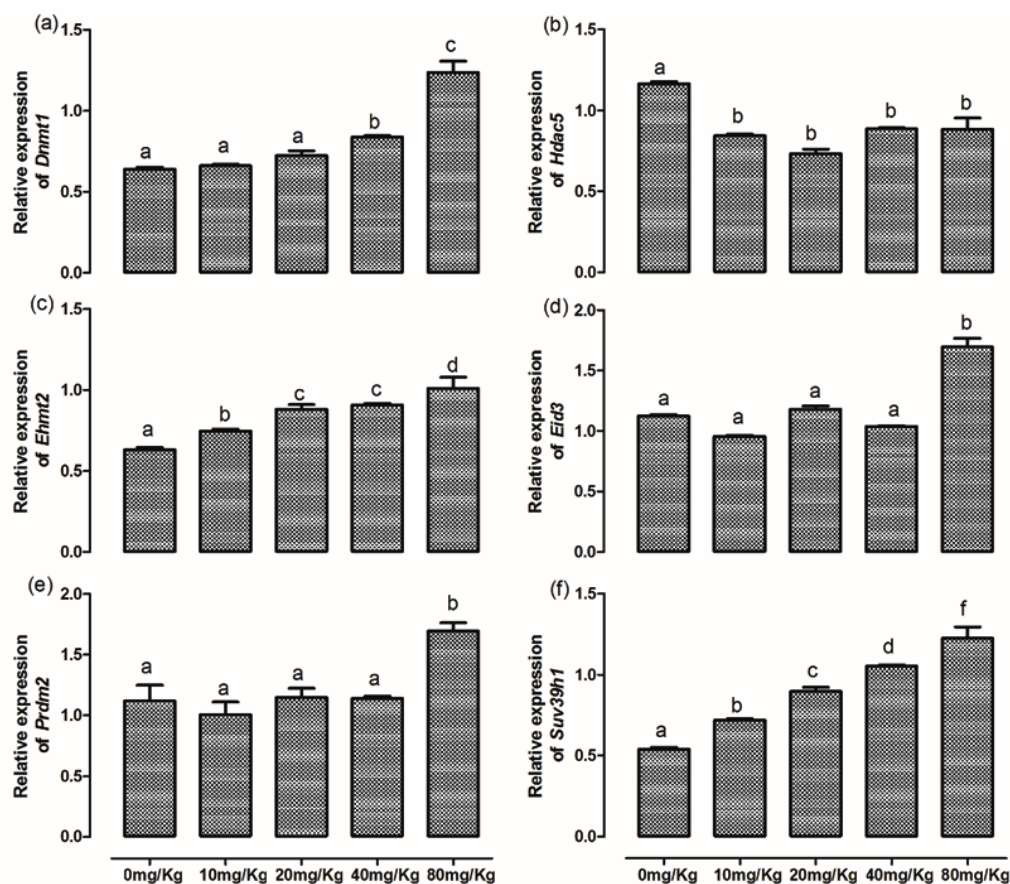 (a)
Relative expression
of Dnmt1
1.5
1.0
0.5
0.0
a
a
a
b
c
(b)
Relative expression
of Hdac5
1.5
1.0
0.5
0.0
a
b
b
b
b
(c)
Relative expression
of Ehmt2
1.5
1.0
0.5
0.0
a
b
c
c
d
(d)
Relative expression
of Eid3
2.0
1.5
1.0
0.5
0.0
a
a
a
a
b
(e)
Relative expression
of Prdm2
2.0
1.5
1.0
0.5
0.0
a
a
a
a
b
(f)
Relative expression
of Suv39h1
1.5
1.0
0.5
0.0
a
b
c
d
f
0mg/Kg 10mg/Kg 20mg/Kg 40mg/Kg 80mg/Kg
0mg/Kg 10mg/Kg 20mg/Kg 40mg/Kg 80mg/Kg